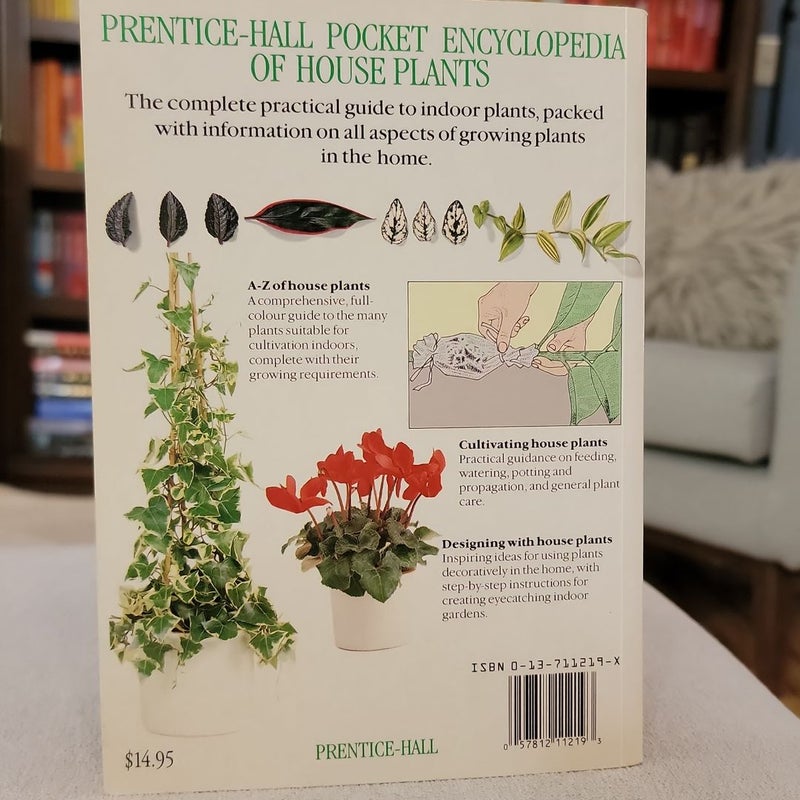 PRENTICE-HALL POCKET ENCYCLOPEDIA
OF HOUSE PLANTS
The complete practical guide to indoor plants, packed
with information on all aspects of growing plants
in the home.
A-Z of house plants
A comprehensive, full-
colour guide to the many
plants suitable for
cultivation indoors,
complete with their
growing requirements.
Cultivating house plants
Practical guidance on feeding,
watering, potting and
propagation, and general plant
care.
Designing with house plants
Inspiring ideas for using plants
decoratively in the home, with
step-by-step instructions for
creating eyecatching indoor
gardens.
ISBN 0-13-711219-X
0 57812 11219 3
$14.95
PRENTICE-HALL